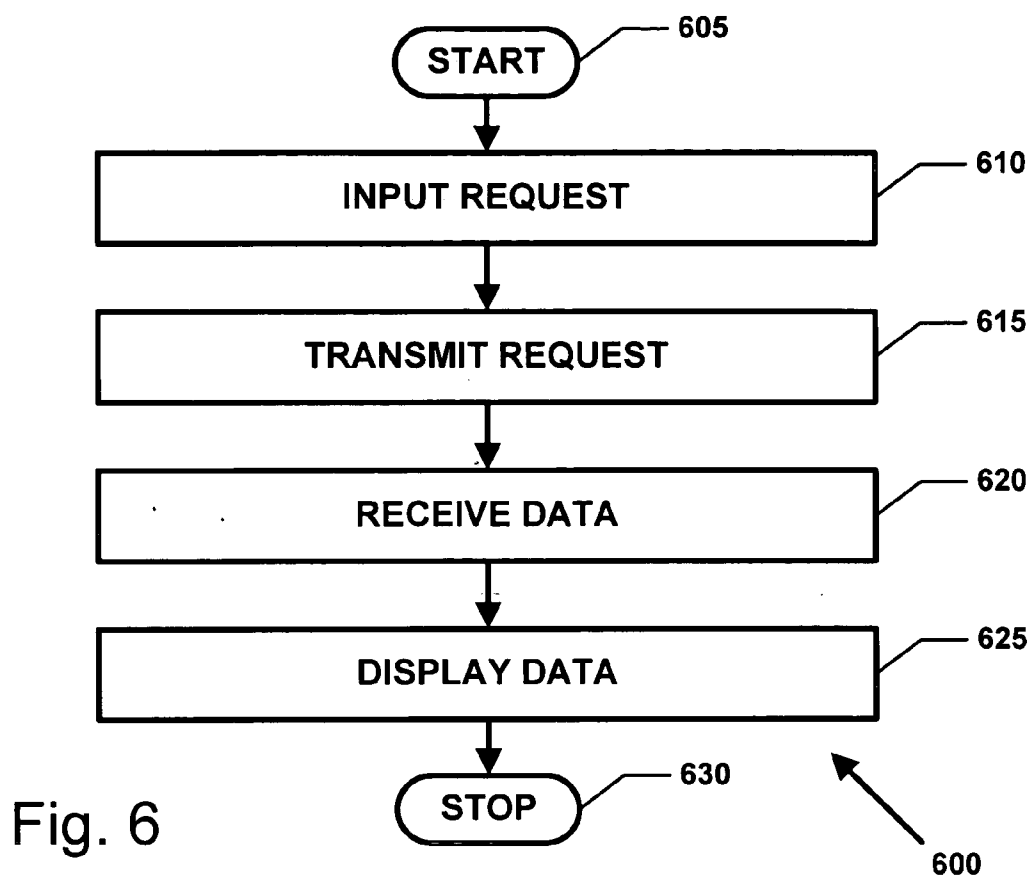 605
START
610
INPUT REQUEST
615
TRANSMIT REQUEST
620
RECEIVE DATA
625
DISPLAY DATA
630
STOP
Fig. 6
600